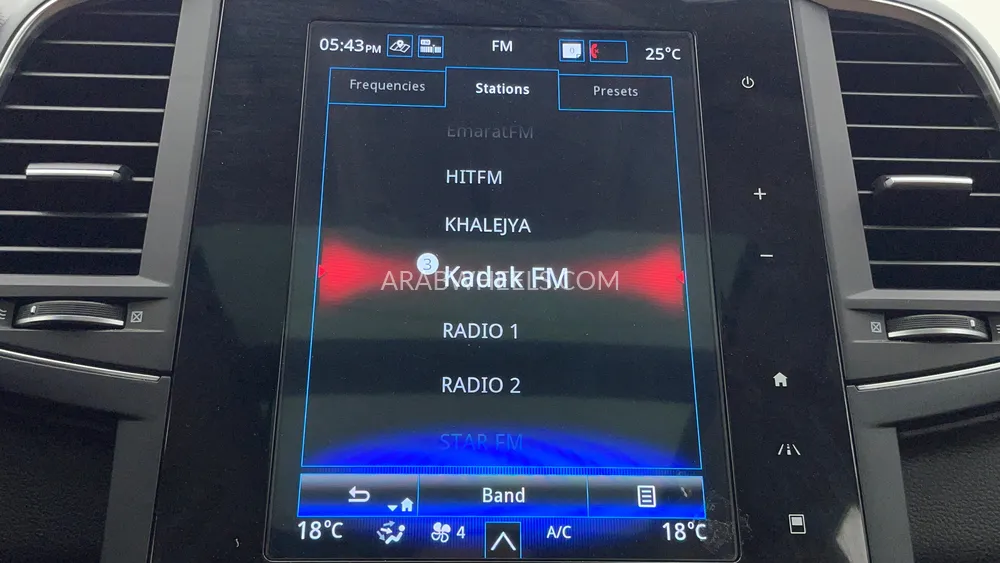 05:43PM FM 25°C
Frequencies Stations Presets
EmaratFM
HITFM
KHALEJYA
3 Kadak FM
ARABWHEELS.COM
RADIO 1
RADIO 2
STAR FM
Band
18°C 4 A/C 18°C